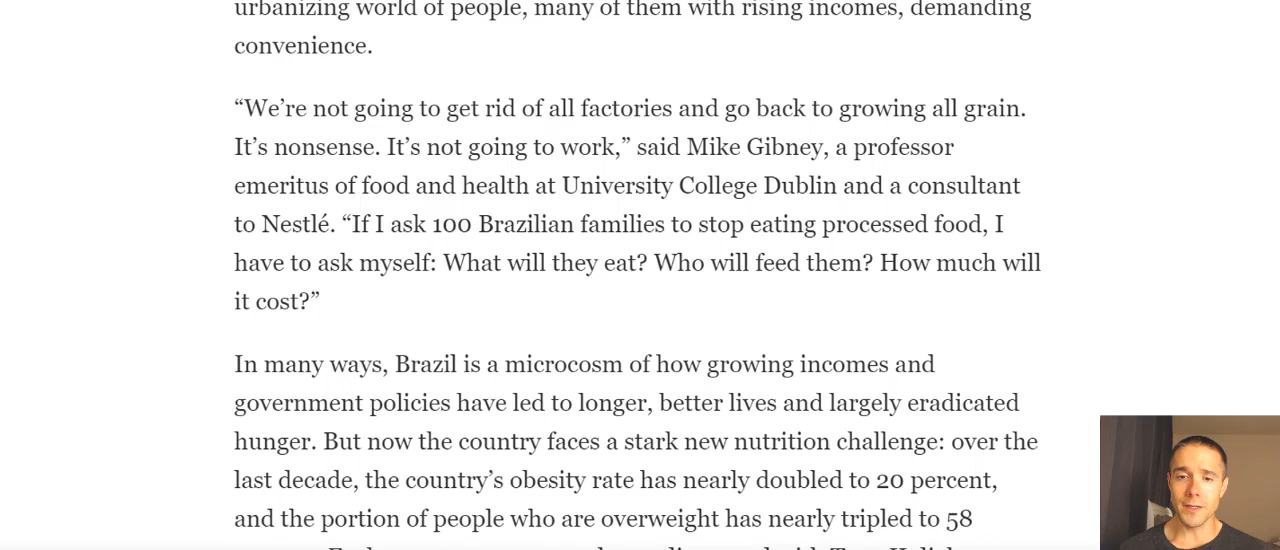 urbanizing world of people, many of them with rising incomes, demanding
convenience.
“We’re not going to get rid of all factories and go back to growing all grain.
It’s nonsense. It’s not going to work,” said Mike Gibney, a professor
emeritus of food and health at University College Dublin and a consultant
to Nestlé. “If I ask 100 Brazilian families to stop eating processed food, I
have to ask myself: What will they eat? Who will feed them? How much will
it cost?”
In many ways, Brazil is a microcosm of how growing incomes and
government policies have led to longer, better lives and largely eradicated
hunger. But now the country faces a stark new nutrition challenge: over the
last decade, the country’s obesity rate has nearly doubled to 20 percent,
and the portion of people who are overweight has nearly tripled to 58